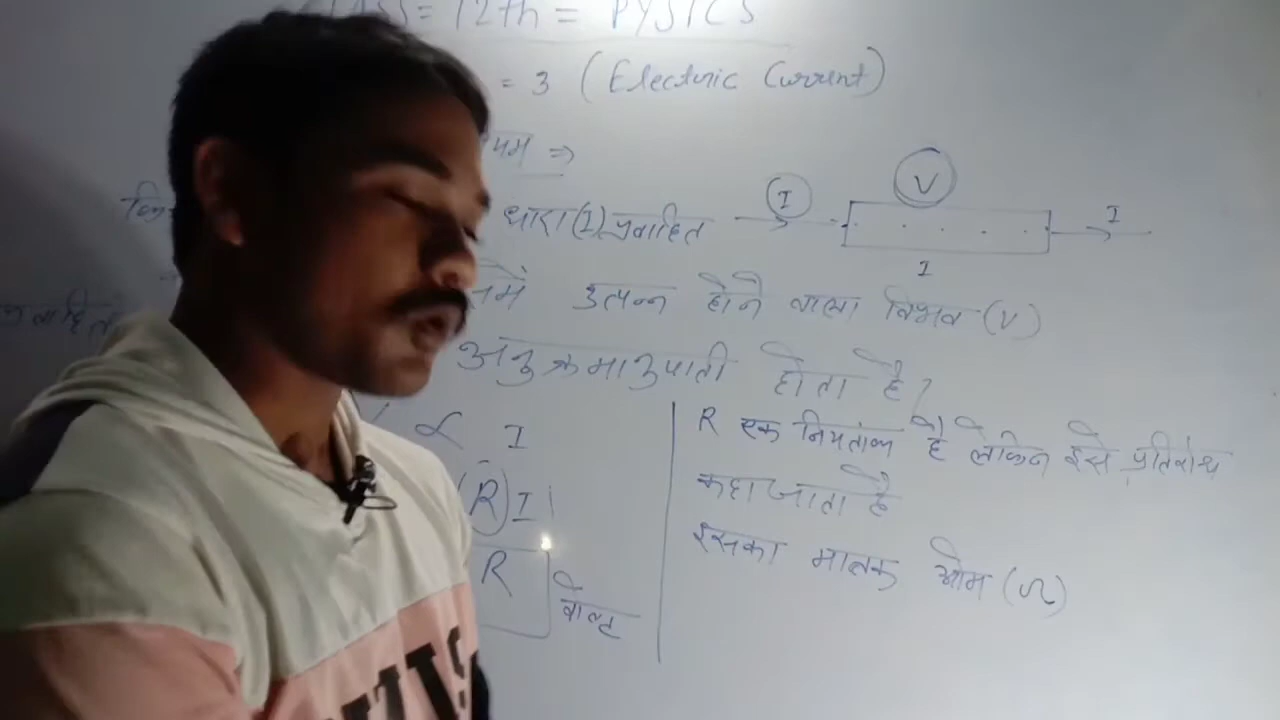 = 12th = PYSICS
= 3 (Electric Current)
यम ⇒
धारा (I) प्रवाहित
I
V
I
I
उत्पन्न होने वाला विभव (V)
अनुक्रमानुपाती होता है,
∝ I
(R) I
R
वोल्ट
R एक नियतांक है लेकिन इसे प्रतिरोध
कहा जाता है
इसका मात्रक ओम (Ω)